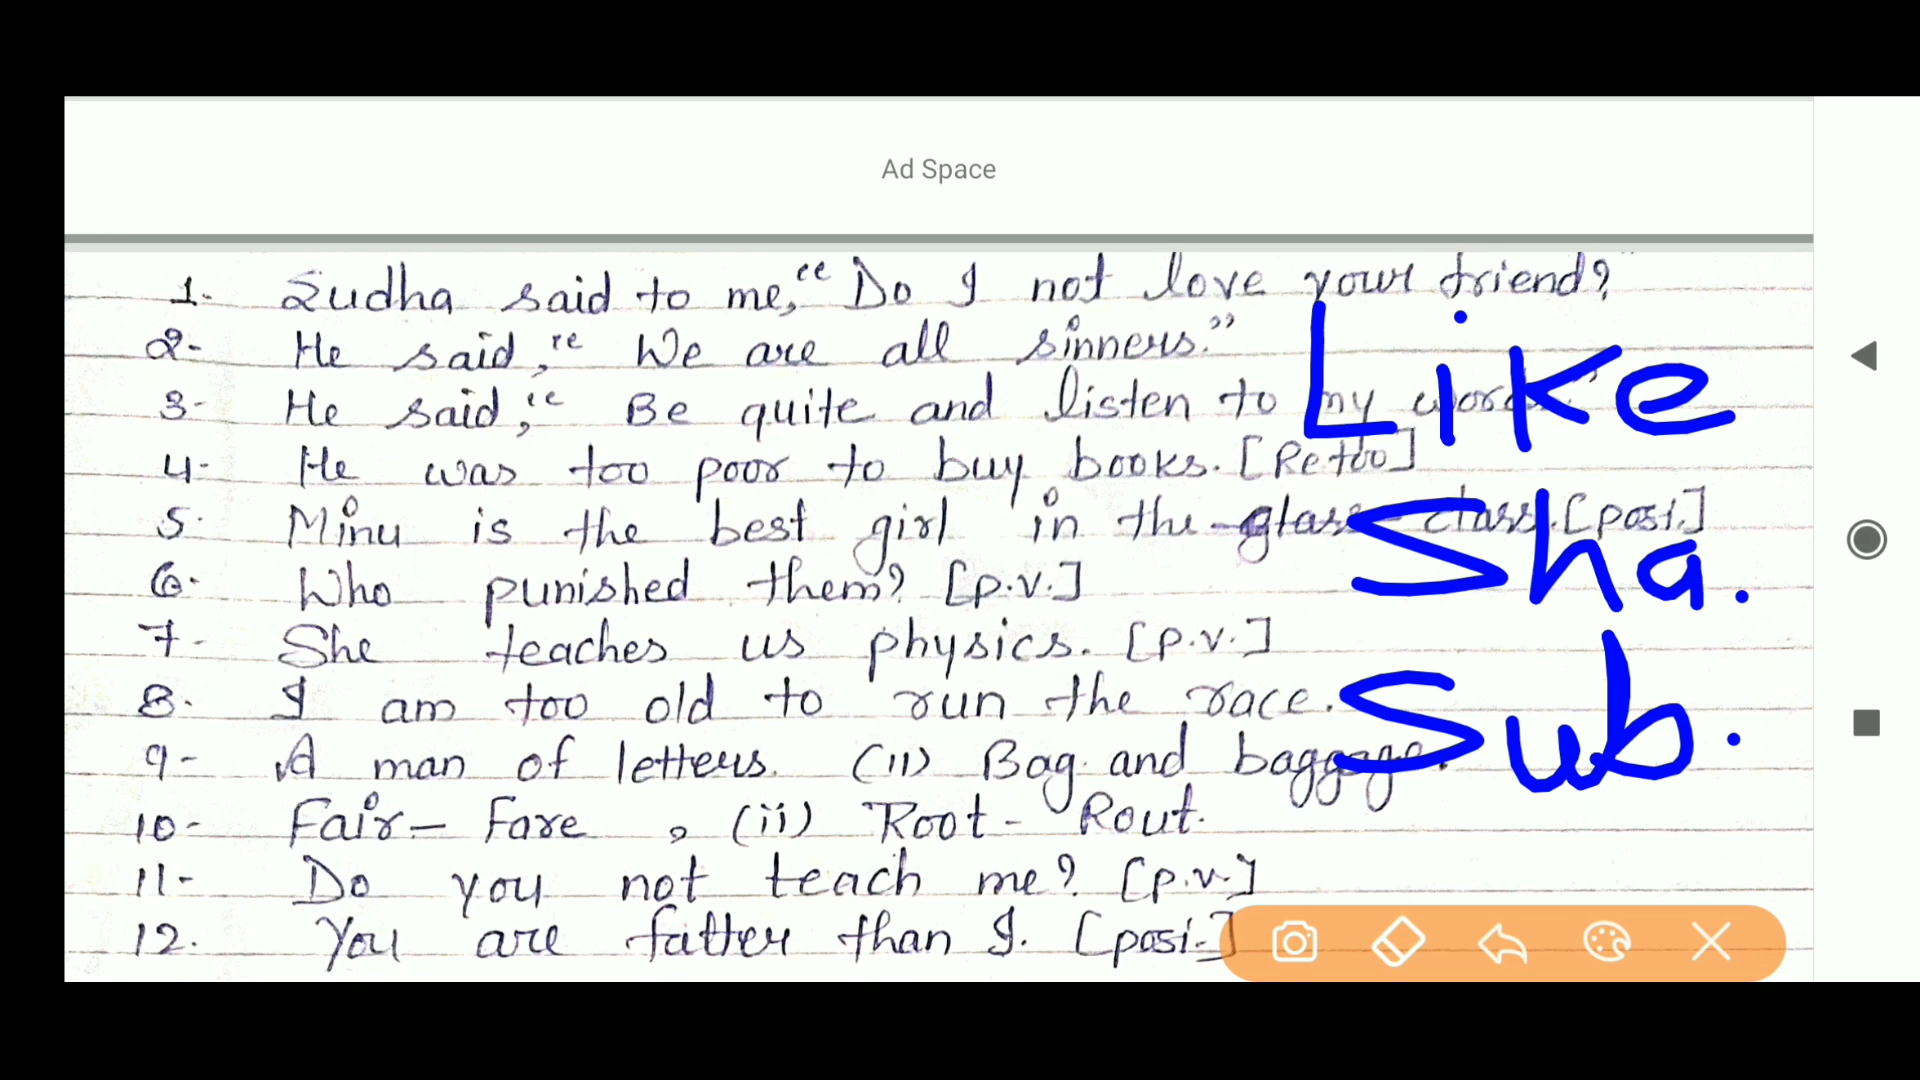 Ad Space
1. Sudha said to me, "Do I not love your friend?"
2- He said, "We are all sinners."
3- He said, "Be quite and listen to my words."
4- He was too poor to buy books. [Re too]
5. Minu is the best girl in the glass class. [posi.]
6. Who punished them? [p.v.]
7- She teaches us physics. [p.v.]
8. I am too old to run the race.
9- A man of letters. (ii) Bag and baggage.
10- Fair - Fare, (ii) Root - Rout.
11- Do you not teach me? [p.v.]
12. You are fatter than I. [posi.]
Like
Sha.
Sub.